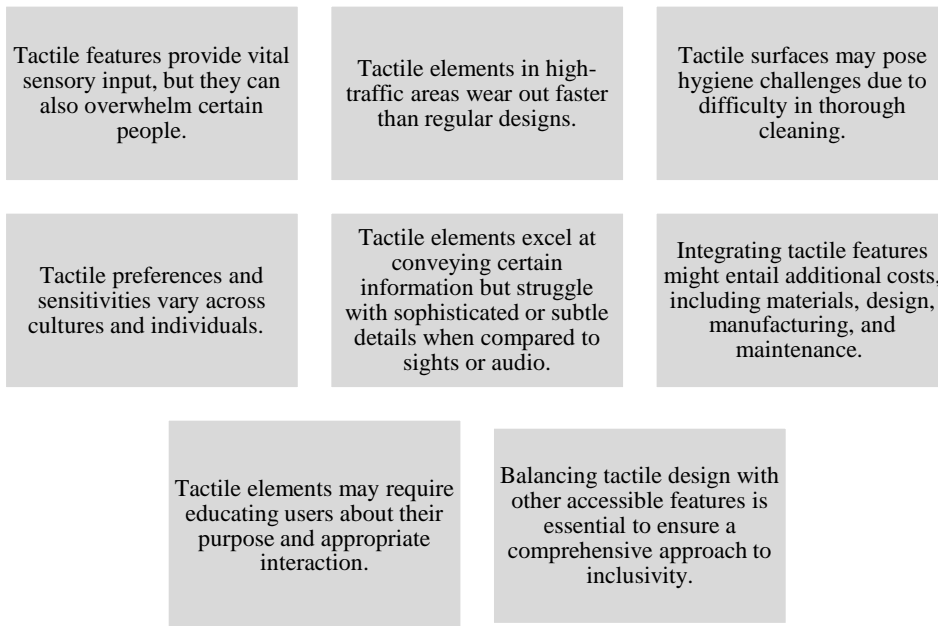 Tactile features provide vital
sensory input, but they can
also overwhelm certain
people.
Tactile elements in high-
traffic areas wear out faster
than regular designs.
Tactile surfaces may pose
hygiene challenges due to
difficulty in thorough
cleaning.
Tactile preferences and
sensitivities vary across
cultures and individuals.
Tactile elements excel at
conveying certain
information but struggle
with sophisticated or subtle
details when compared to
sights or audio.
Integrating tactile features
might entail additional costs,
including materials, design,
manufacturing, and
maintenance.
Tactile elements may require
educating users about their
purpose and appropriate
interaction.
Balancing tactile design with
other accessible features is
essential to ensure a
comprehensive approach to
inclusivity.